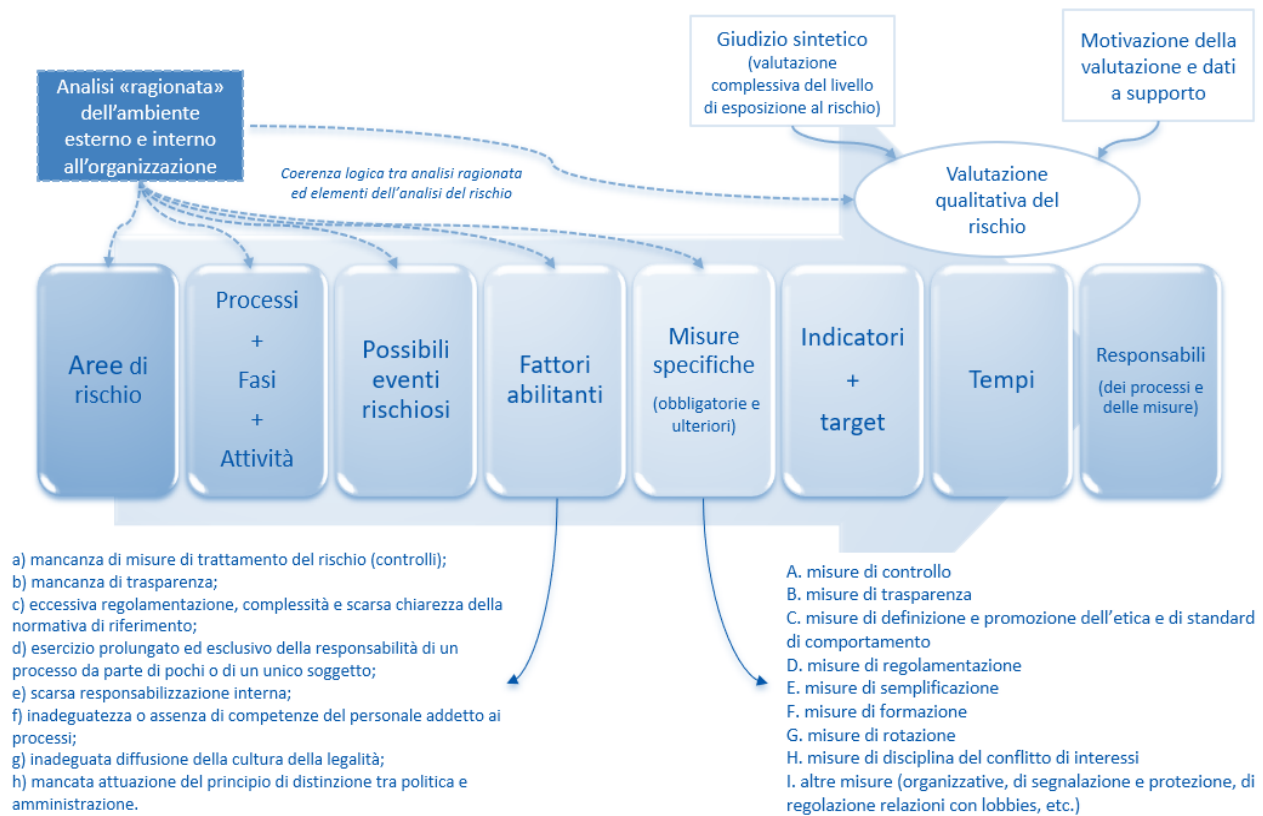 Giudizio sintetico
(valutazione
complessiva del livello
di esposizione al rischio)
Motivazione della
valutazione e dati
a supporto
Analisi «ragionata»
dell'ambiente
esterno e interno
all'organizzazione
Coerenza logica tra analisi ragionata
ed elementi dell'analisi del rischio
Valutazione
qualitativa del
rischio
Aree di
rischio
Processi
+
Fasi
+
Attività
Possibili
eventi
rischiosi
Fattori
abilitanti
Misure
specifiche
(obbligatorie e
ulteriori)
Indicatori
+
target
Tempi
Responsabili
(dei processi e
delle misure)
a) mancanza di misure di trattamento del rischio (controlli);
b) mancanza di trasparenza;
c) eccessiva regolamentazione, complessità e scarsa chiarezza della
normativa di riferimento;
d) esercizio prolungato ed esclusivo della responsabilità di un
processo da parte di pochi o di un unico soggetto;
e) scarsa responsabilizzazione interna;
f) inadeguatezza o assenza di competenze del personale addetto ai
processi;
g) inadeguata diffusione della cultura della legalità;
h) mancata attuazione del principio di distinzione tra politica e
amministrazione.
A. misure di controllo
B. misure di trasparenza
C. misure di definizione e promozione dell'etica e di standard
di comportamento
D. misure di regolamentazione
E. misure di semplificazione
F. misure di formazione
G. misure di rotazione
H. misure di disciplina del conflitto di interessi
I. altre misure (organizzative, di segnalazione e protezione, di
regolazione relazioni con lobbies, etc.)